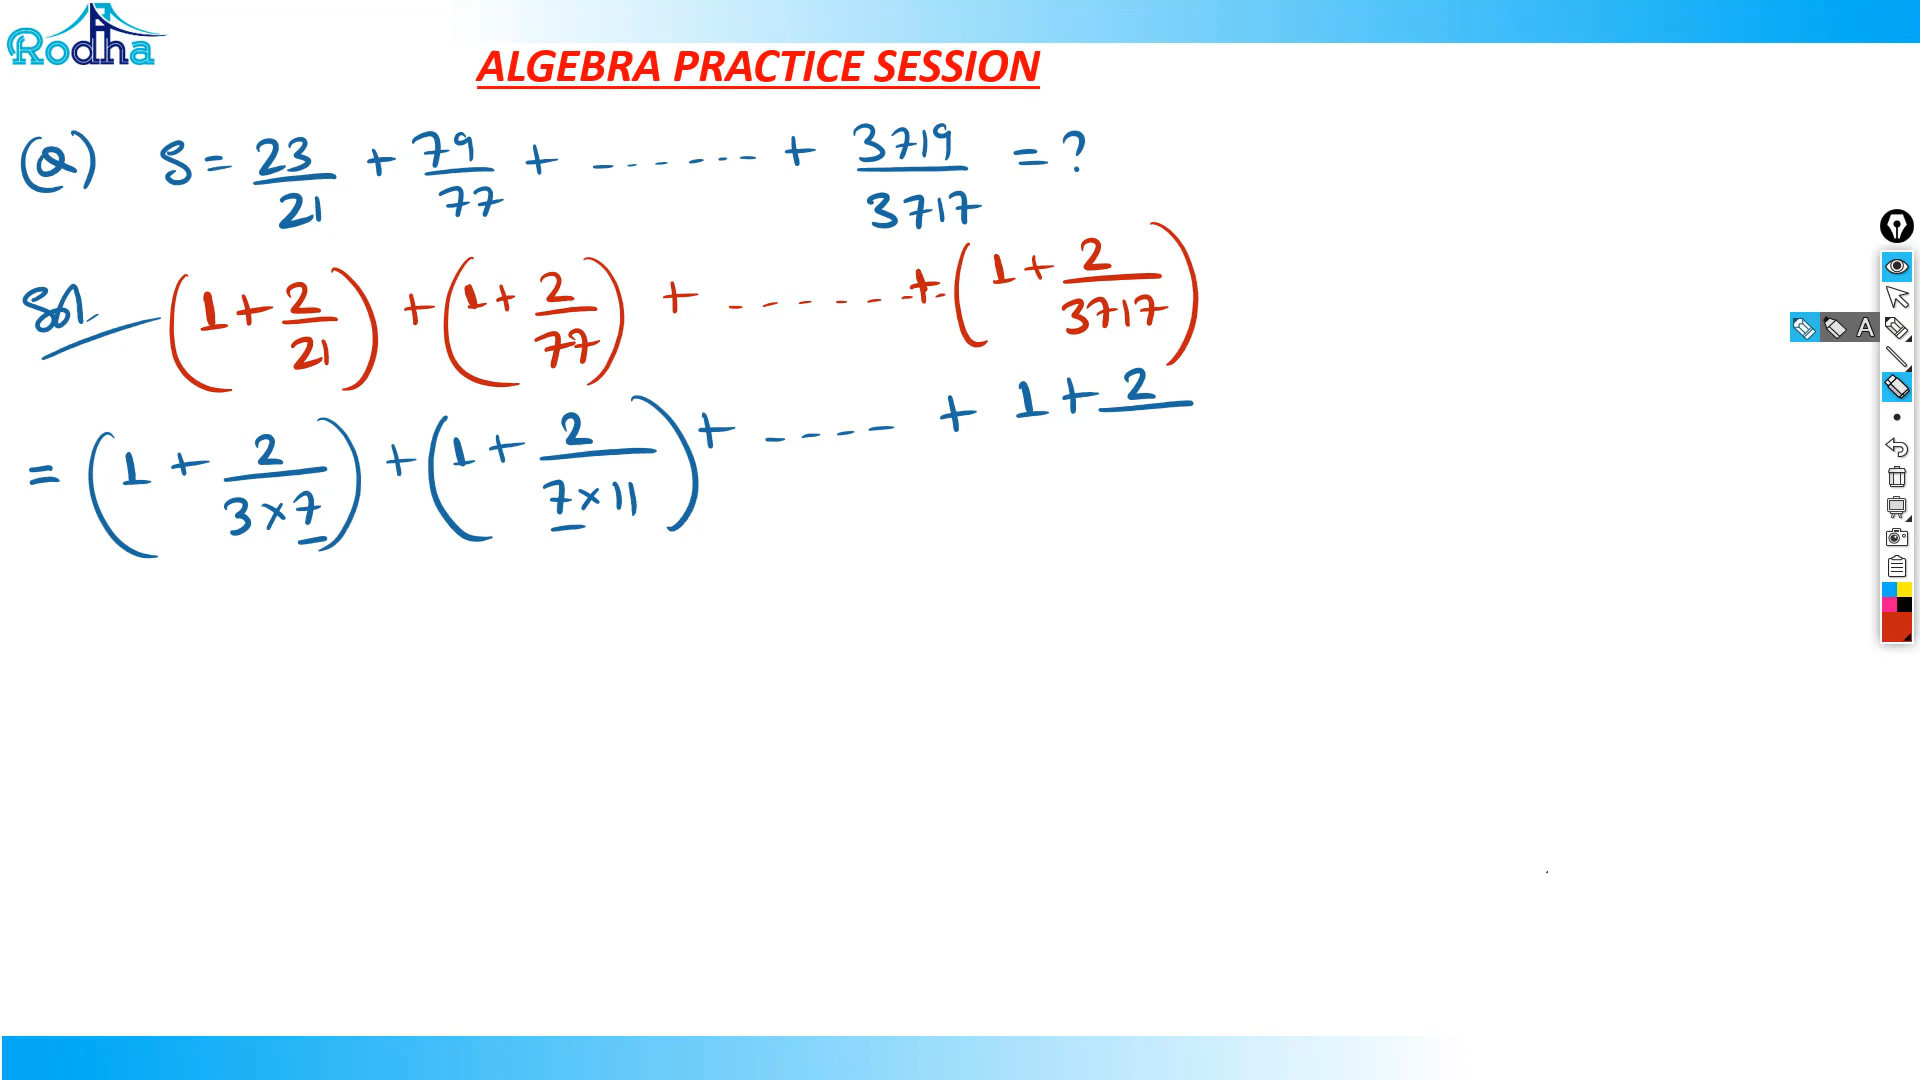 Rodha
ALGEBRA PRACTICE SESSION
(Q) S = 23/21 + 79/77 + ------- + 3719/3717 = ?
Sol. (1 + 2/21) + (1 + 2/77) + ------- + (1 + 2/3717)
= (1 + 2/(3 × 7)) + (1 + 2/(7 × 11)) + ---- + 1 + 2/
A